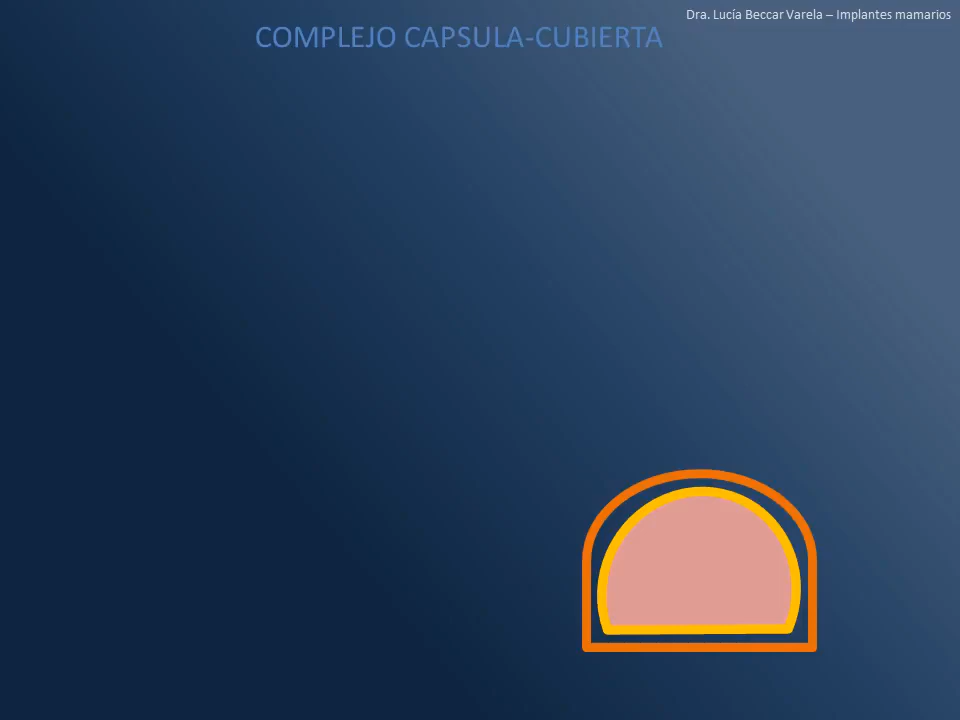 Dra. Lucía Beccar Varela – Implantes mamarios
COMPLEJO CAPSULA-CUBIERTA